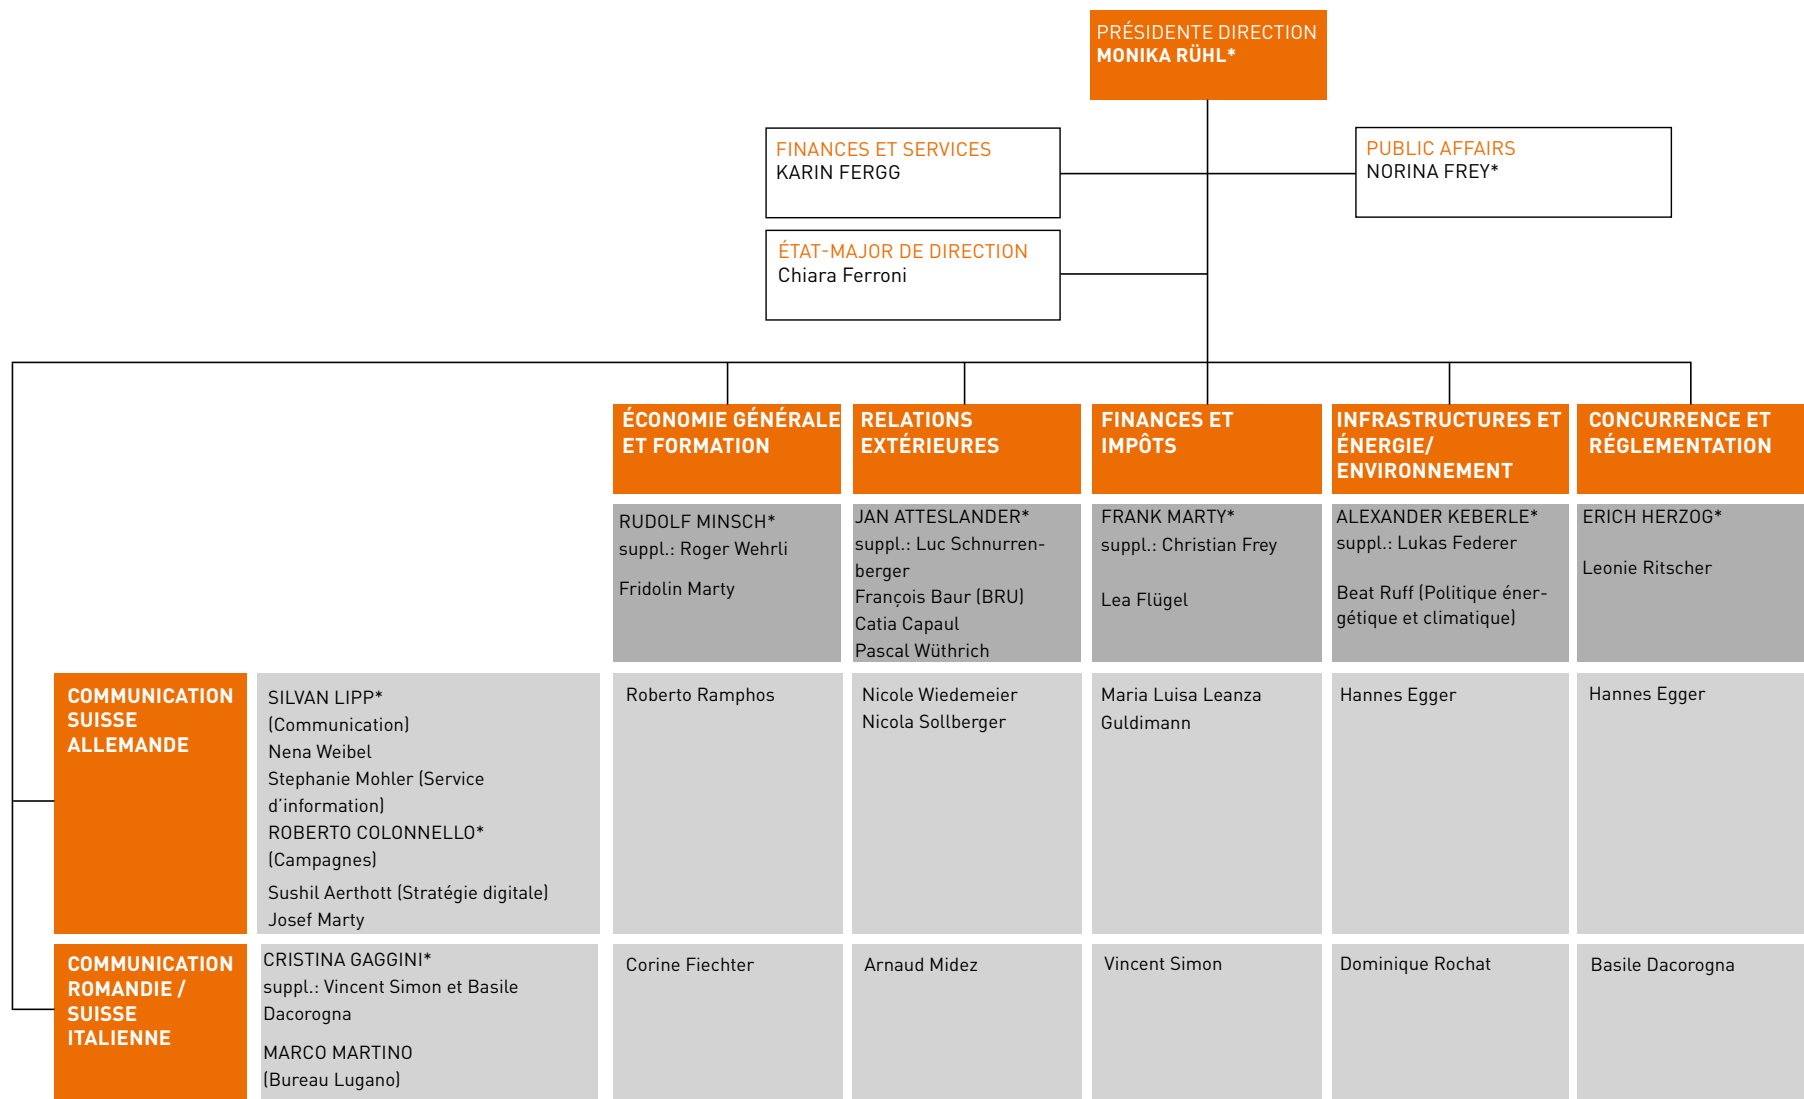 PRÉSIDENTE DIRECTION
MONIKA RÜHL*
FINANCES ET SERVICES
KARIN FERGG
PUBLIC AFFAIRS
NORINA FREY*
ÉTAT-MAJOR DE DIRECTION
Chiara Ferroni
ÉCONOMIE GÉNÉRALE
ET FORMATION
RELATIONS
EXTÉRIEURES
FINANCES ET
IMPÔTS
INFRASTRUCTURES ET
ÉNERGIE/
ENVIRONNEMENT
CONCURRENCE ET
RÉGLEMENTATION
RUDOLF MINSCH*
suppl.: Roger Wehrli
Fridolin Marty
JAN ATTESLANDER*
suppl.: Luc Schnurren-
berger
François Baur (BRU)
Catia Capaul
Pascal Wüthrich
FRANK MARTY*
suppl.: Christian Frey
Lea Flügel
ALEXANDER KEBERLE*
suppl.: Lukas Federer
Beat Ruff (Politique éner-
gétique et climatique)
ERICH HERZOG*
Leonie Ritscher
COMMUNICATION
SUISSE
ALLEMANDE
SILVAN LIPP*
(Communication)
Nena Weibel
Stephanie Mohler (Service
d'information)
ROBERTO COLONNELLO*
(Campagnes)
Sushil Aerthott (Stratégie digitale)
Josef Marty
Roberto Ramphos
Nicole Wiedemeier
Nicola Sollberger
Maria Luisa Leanza
Guldimann
Hannes Egger
Hannes Egger
COMMUNICATION
ROMANDIE /
SUISSE
ITALIENNE
CRISTINA GAGGINI*
suppl.: Vincent Simon et Basile
Dacorogna
MARCO MARTINO
(Bureau Lugano)
Corine Fiechter
Arnaud Midez
Vincent Simon
Dominique Rochat
Basile Dacorogna